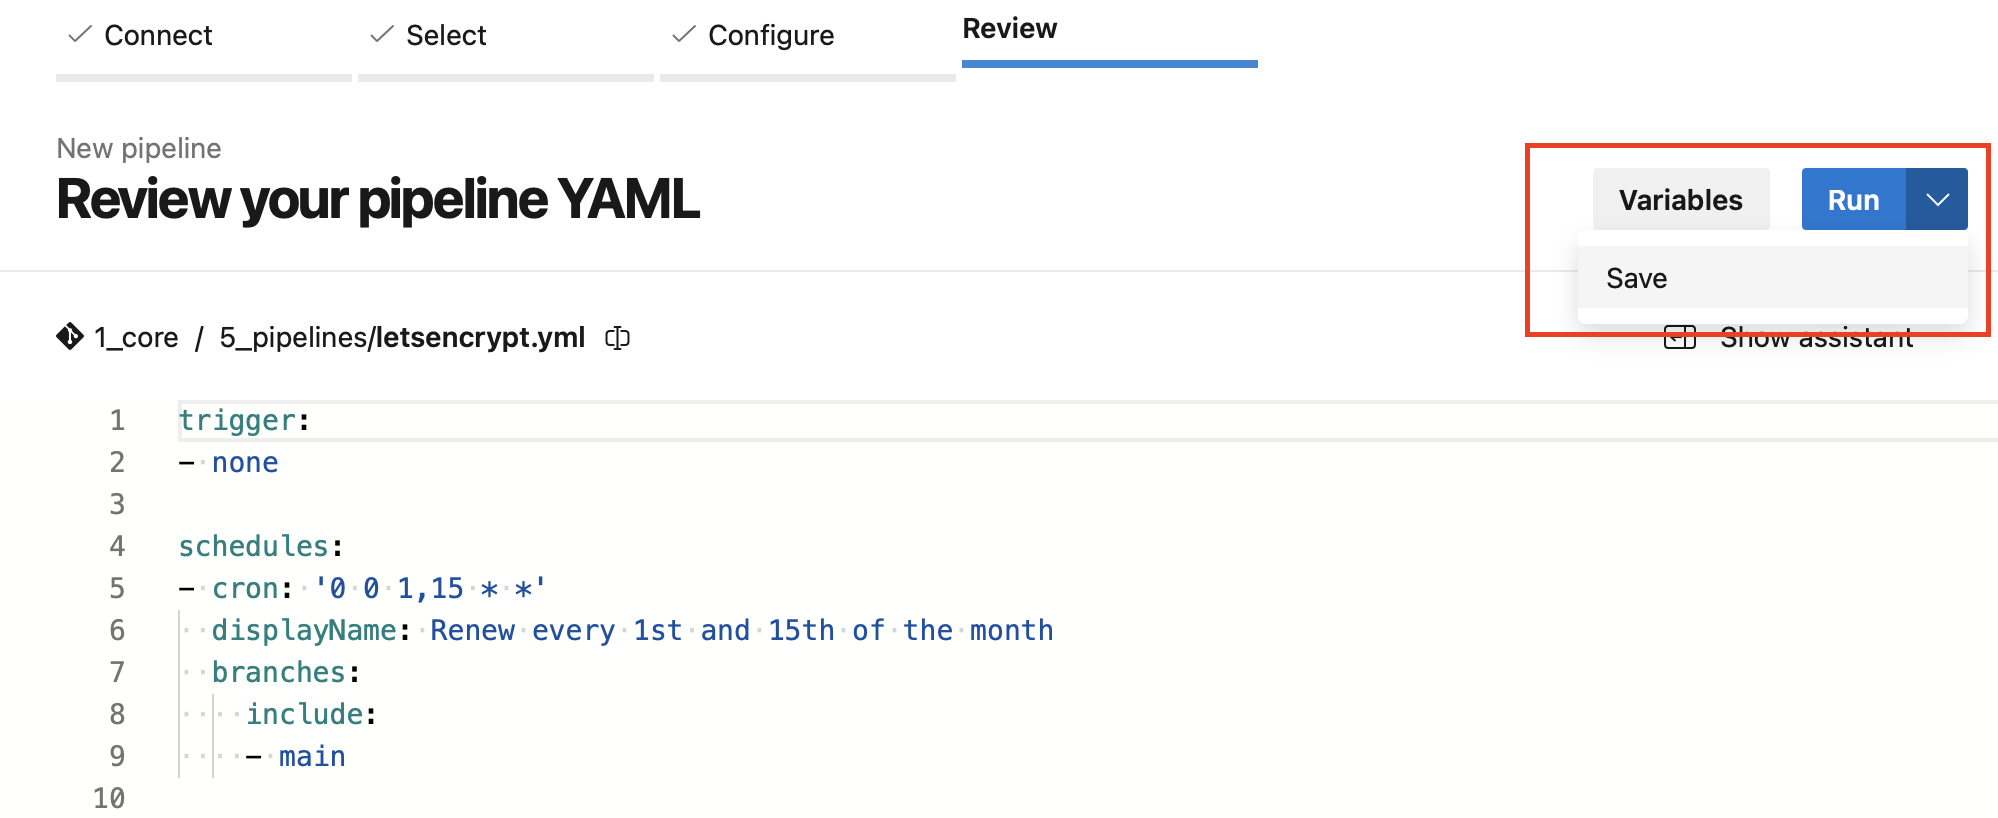 Connect Select Configure Review
New pipeline
Review your pipeline YAML
Variables Run
Save
1_core / 5_pipelines/letsencrypt.yml
Show assistant
1 trigger:
2 - none
3
4 schedules:
5 - cron: '0 0 1,15 * *'
6   displayName: Renew every 1st and 15th of the month
7   branches:
8     include:
9     - main
10